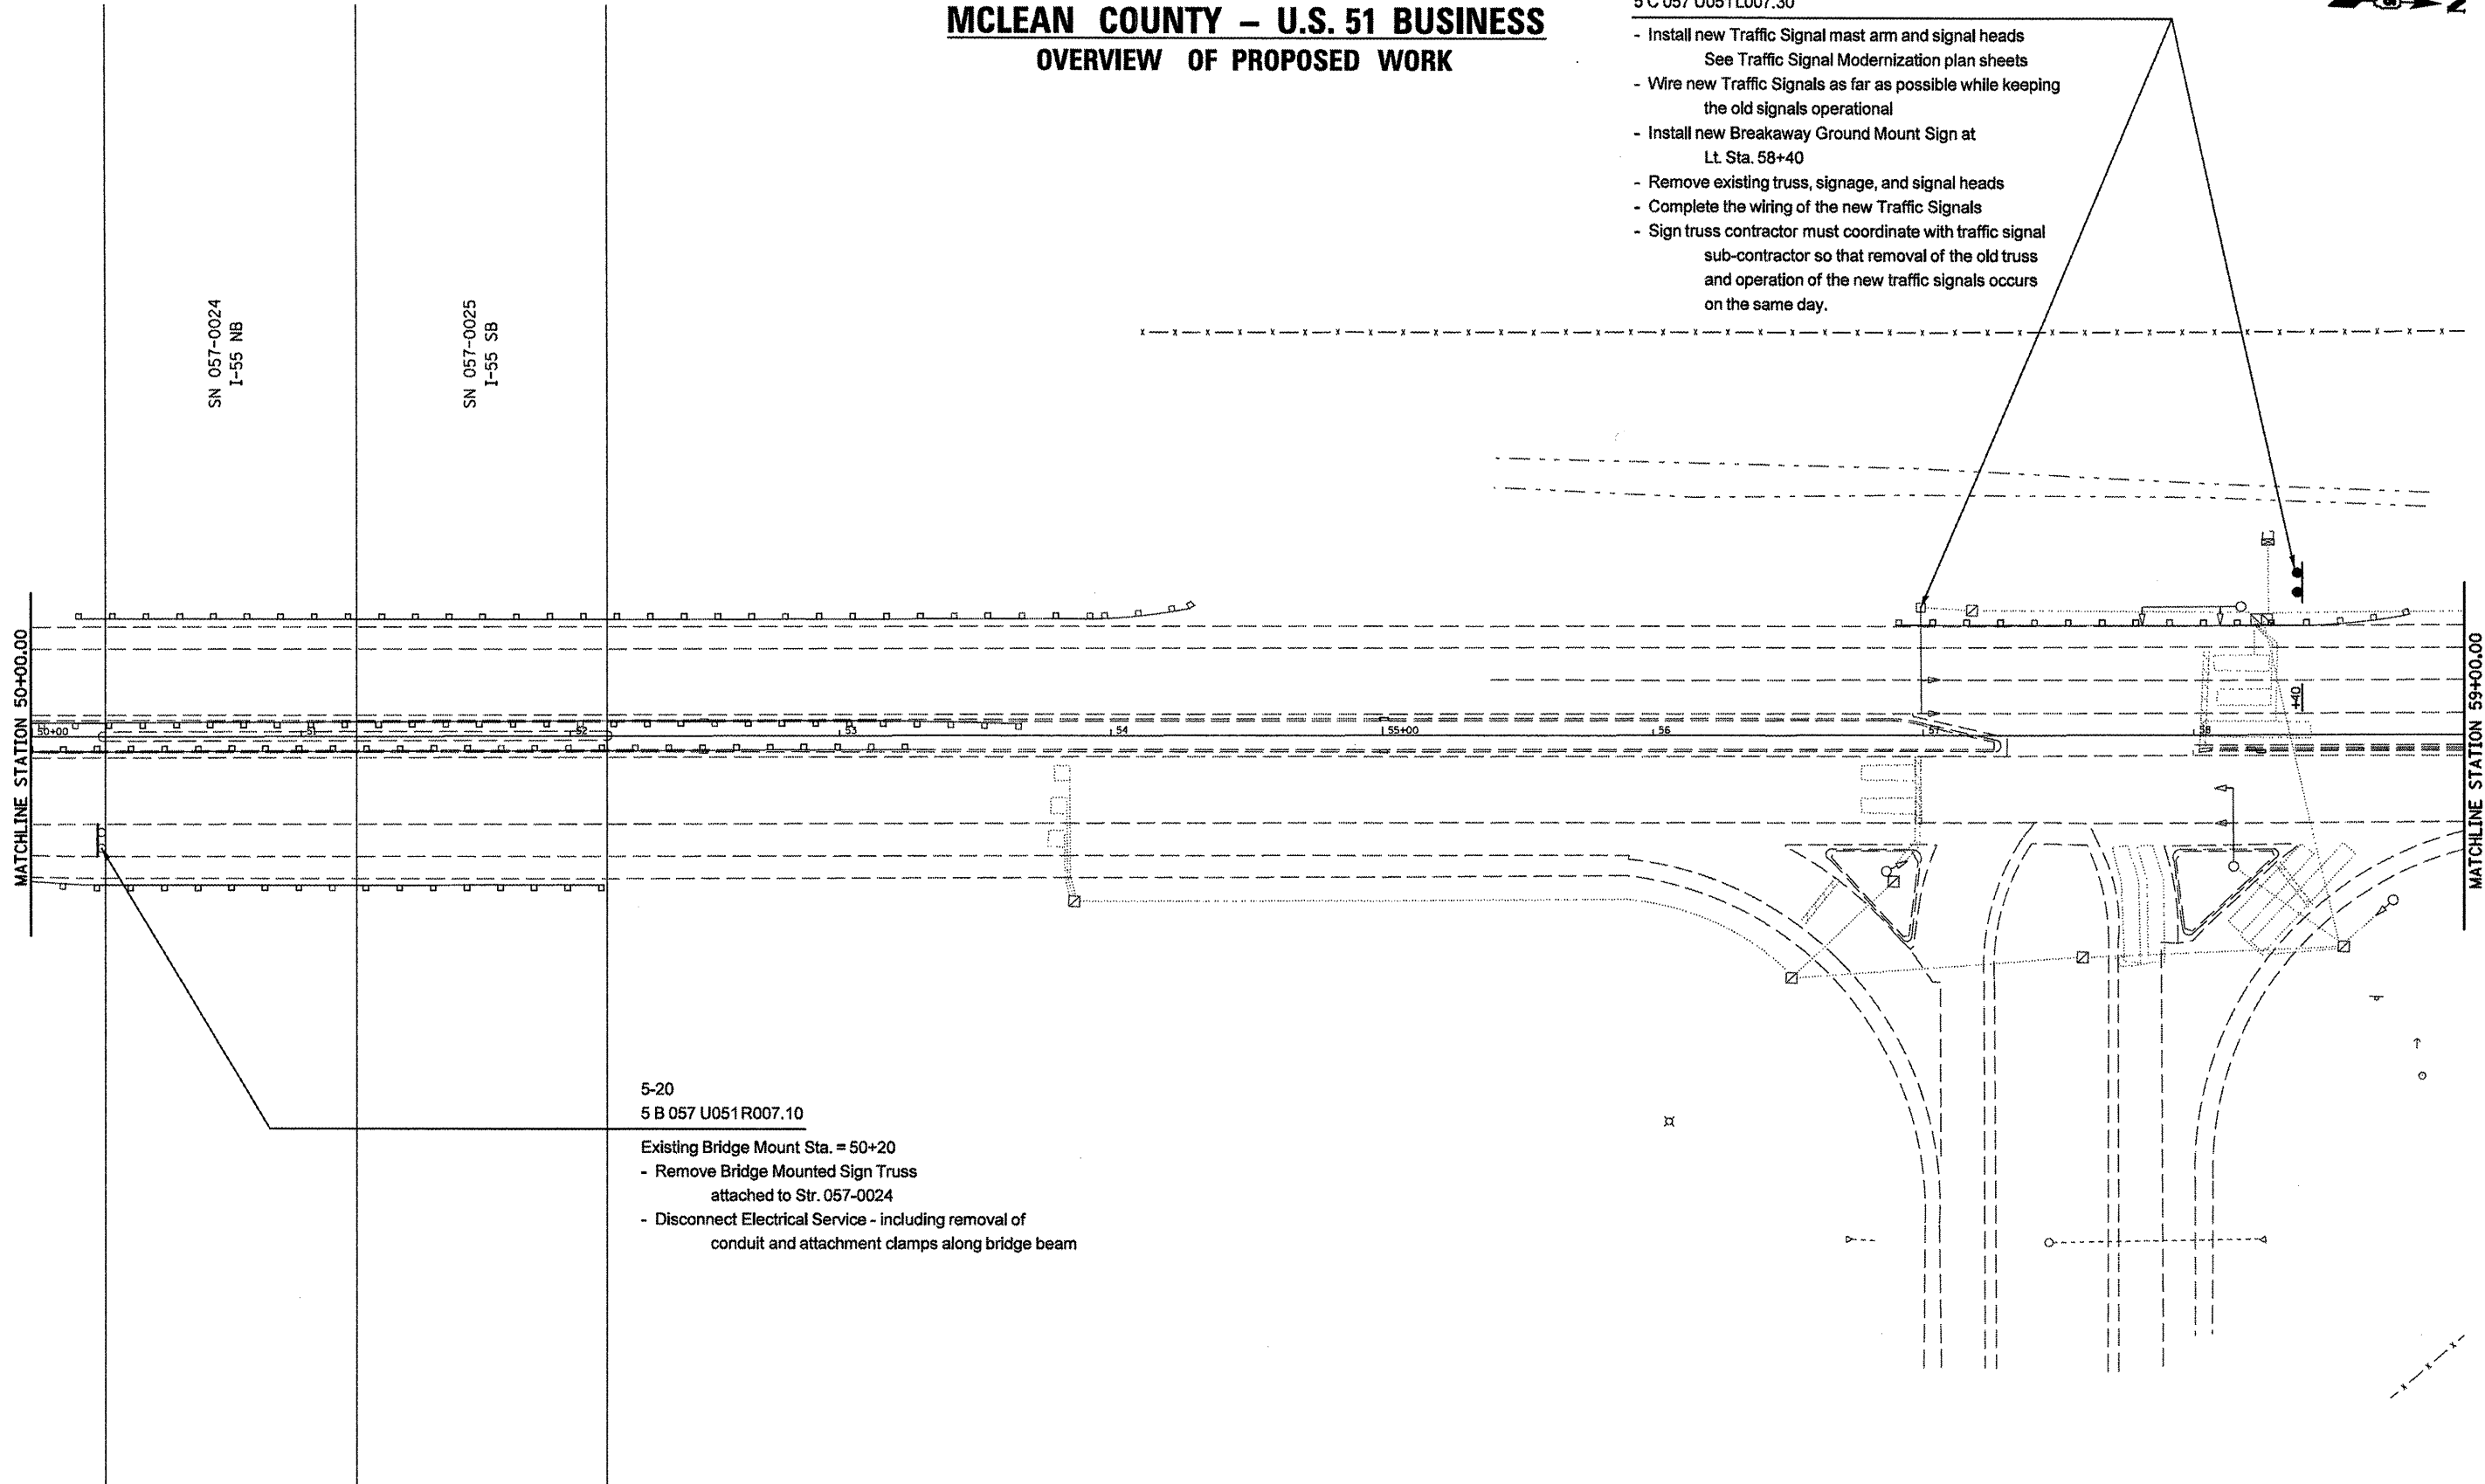 MCLEAN COUNTY – U.S. 51 BUSINESS
OVERVIEW OF PROPOSED WORK
5 C 057 U051L007.30
- Install new Traffic Signal mast arm and signal heads
See Traffic Signal Modernization plan sheets
- Wire new Traffic Signals as far as possible while keeping
the old signals operational
- Install new Breakaway Ground Mount Sign at
Lt. Sta. 58+40
- Remove existing truss, signage, and signal heads
- Complete the wiring of the new Traffic Signals
- Sign truss contractor must coordinate with traffic signal
sub-contractor so that removal of the old truss
and operation of the new traffic signals occurs
on the same day.
SN 057-0024
I-55 NB
SN 057-0025
I-55 SB
MATCHLINE STATION 50+00.00
50+00
51
52
53
54
55+00
56
57
58
+40
MATCHLINE STATION 59+00.00
5-20
5 B 057 U051R007.10
Existing Bridge Mount Sta. = 50+20
- Remove Bridge Mounted Sign Truss
attached to Str. 057-0024
- Disconnect Electrical Service - including removal of
conduit and attachment clamps along bridge beam